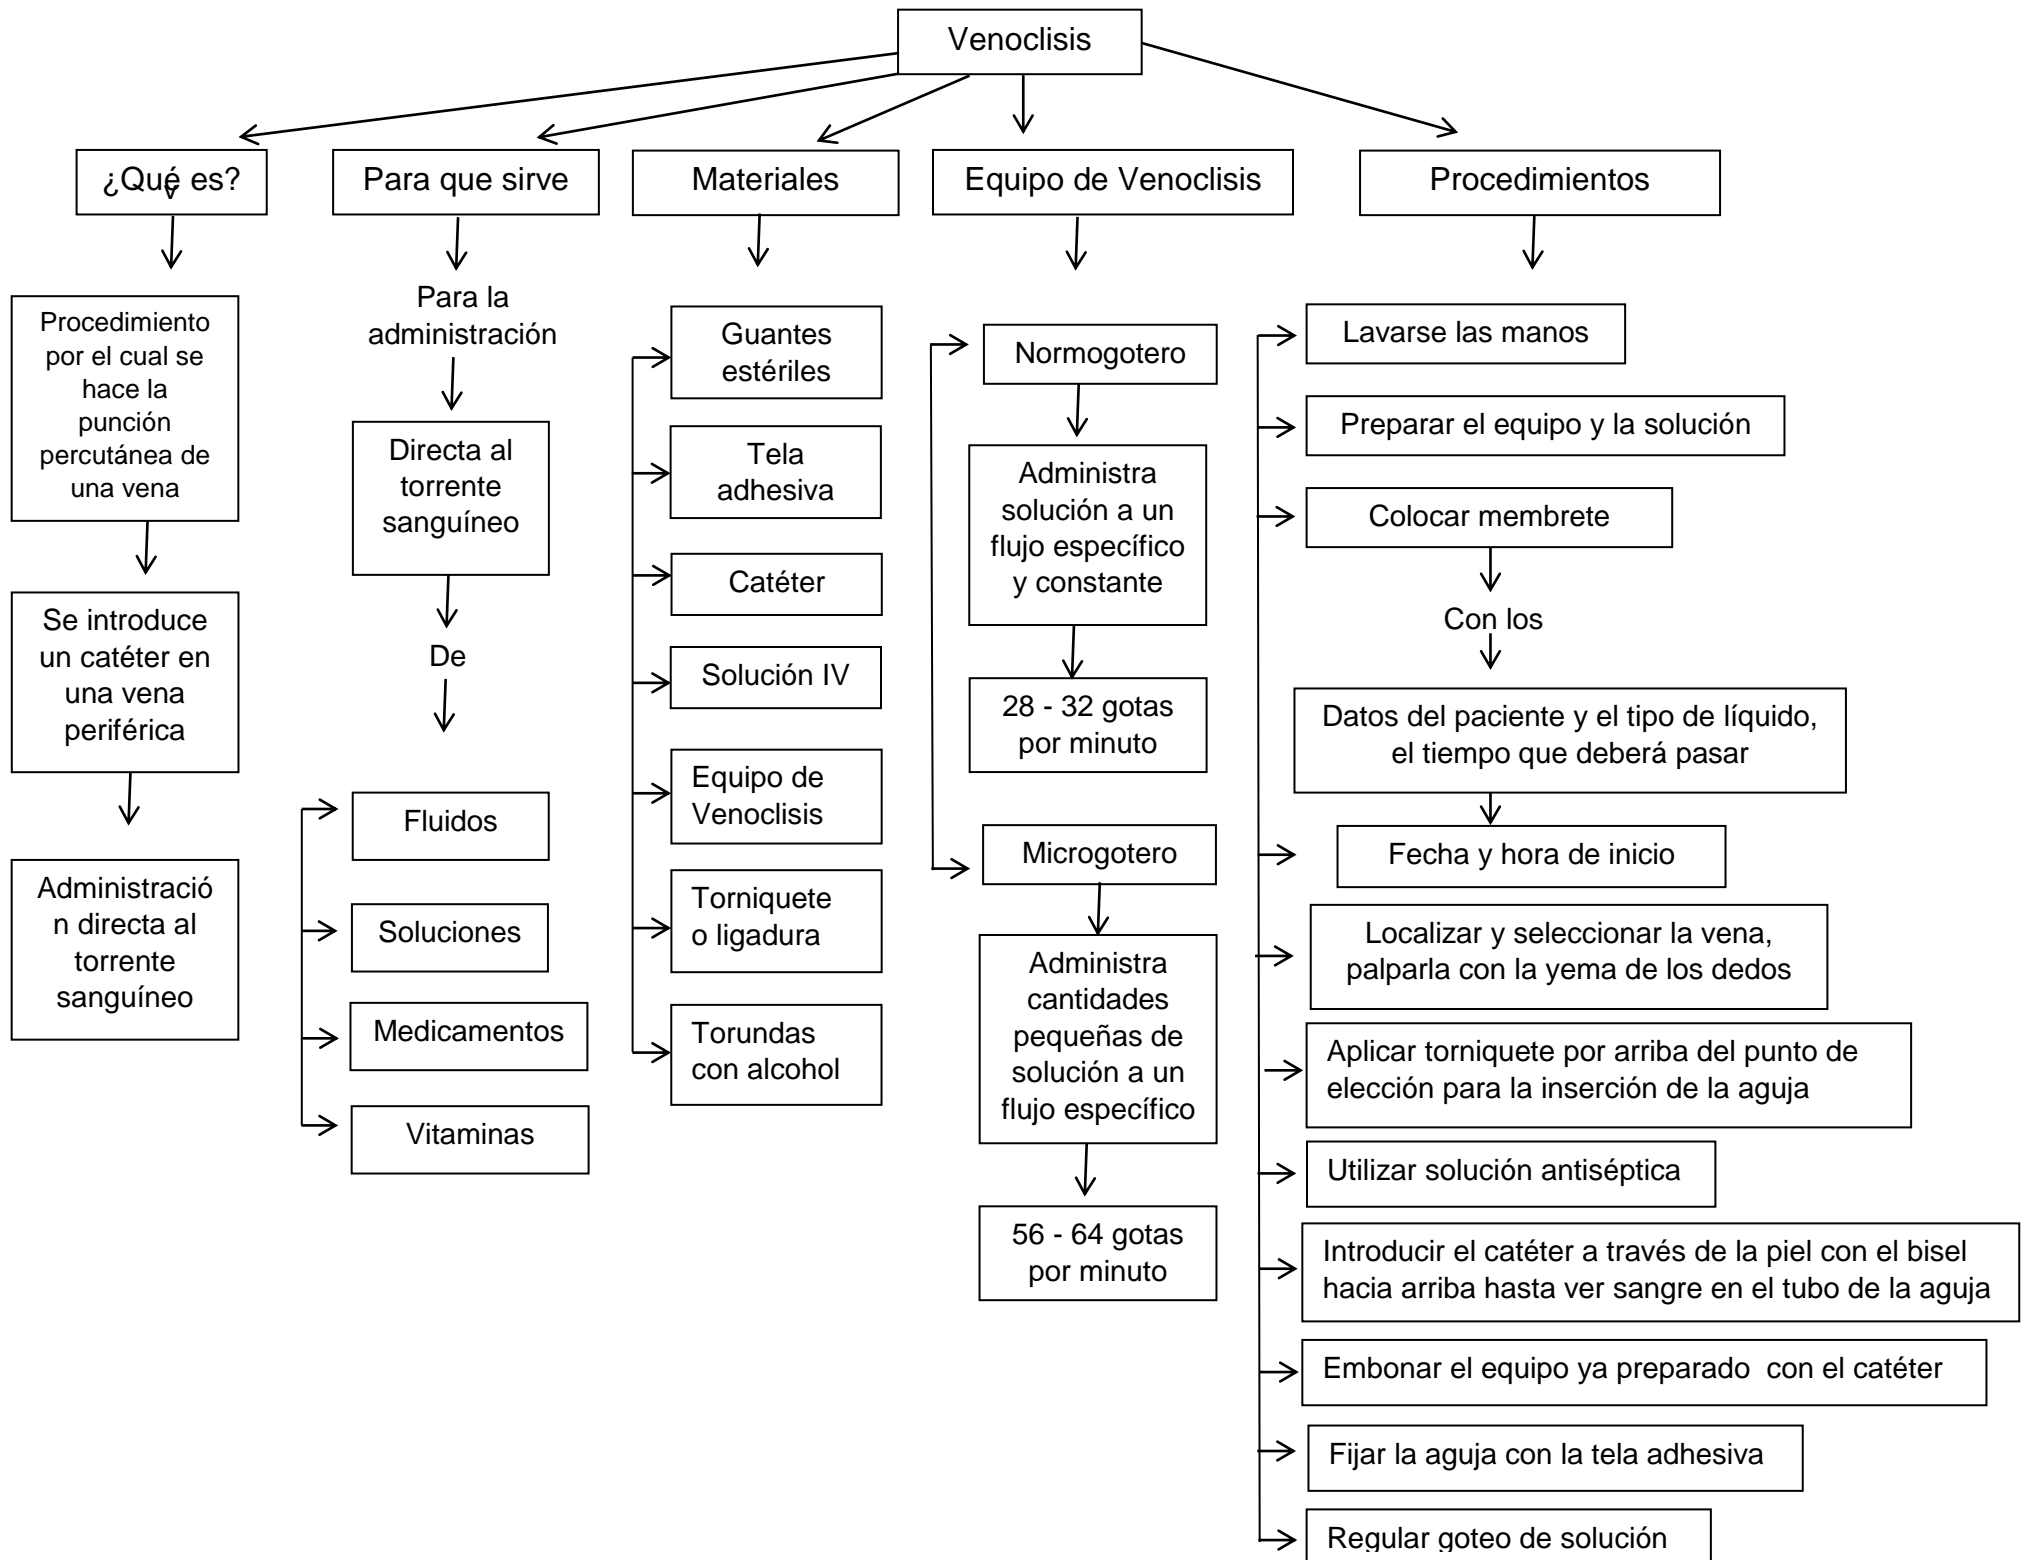 Venoclisis
¿Qué es?
v
Procedimiento
por el cual se
hace la
punción
percutánea de
una vena
Se introduce
un catéter en
una vena
periférica
Administració
n directa al
torrente
sanguíneo
Para que sirve
Para la
administración
Directa al
torrente
sanguíneo
De
Fluidos
Soluciones
Medicamentos
Vitaminas
Materiales
Guantes
estériles
Tela
adhesiva
Catéter
Solución IV
Equipo de
Venoclisis
Torniquete
o ligadura
Torundas
con alcohol
Equipo de Venoclisis
Normogotero
Administra
solución a un
flujo específico
y constante
28 - 32 gotas
por minuto
Microgotero
Administra
cantidades
pequeñas de
solución a un
flujo específico
56 - 64 gotas
por minuto
Procedimientos
Lavarse las manos
Preparar el equipo y la solución
Colocar membrete
Con los
Datos del paciente y el tipo de líquido,
el tiempo que deberá pasar
Fecha y hora de inicio
Localizar y seleccionar la vena,
palparla con la yema de los dedos
Aplicar torniquete por arriba del punto de
elección para la inserción de la aguja
Utilizar solución antiséptica
Introducir el catéter a través de la piel con el bisel
hacia arriba hasta ver sangre en el tubo de la aguja
Embonar el equipo ya preparado  con el catéter
Fijar la aguja con la tela adhesiva
Regular goteo de solución